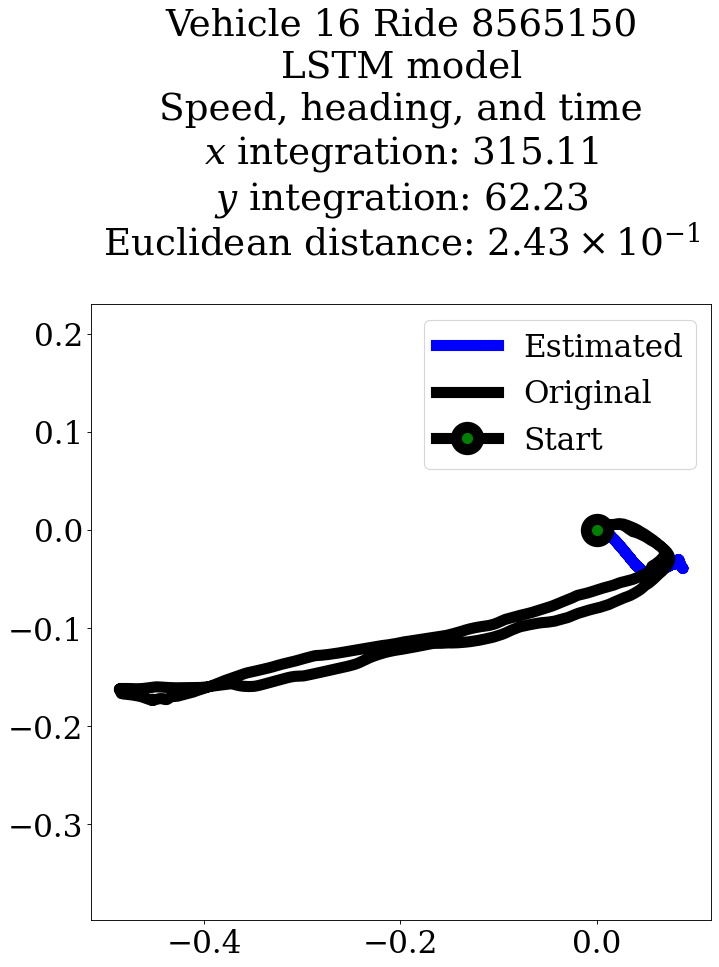 Vehicle 16 Ride 8565150
LSTM model
Speed, heading, and time
x integration: 315.11
y integration: 62.23
Euclidean distance: 2.43 × 10⁻¹
Estimated
Original
Start
0.2
0.1
0.0
−0.1
−0.2
−0.3
−0.4 −0.2 0.0